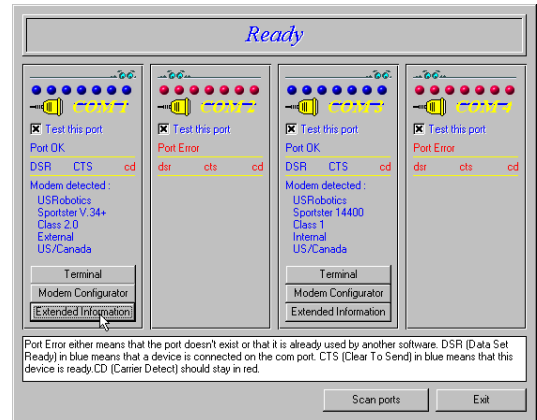 Ready
COM 1
Test this port
Port OK
DSR CTS cd
Modem detected :
USRobotics
Sportster V.34+
Class 2.0
External
US/Canada
Terminal
Modem Configurator
Extended Information
COM 2
Test this port
Port Error
dsr cts cd
COM 3
Test this port
Port OK
DSR CTS cd
Modem detected :
USRobotics
Sportster 14400
Class 1
Internal
US/Canada
Terminal
Modem Configurator
Extended Information
COM 4
Test this port
Port Error
dsr cts cd
Port Error either means that the port doesn't exist or that it is already used by another software. DSR (Data Set
Ready) in blue means that a device is connected on the com port. CTS (Clear To Send) in blue means that this
device is ready.CD (Carrier Detect) should stay in red.
Scan ports
Exit